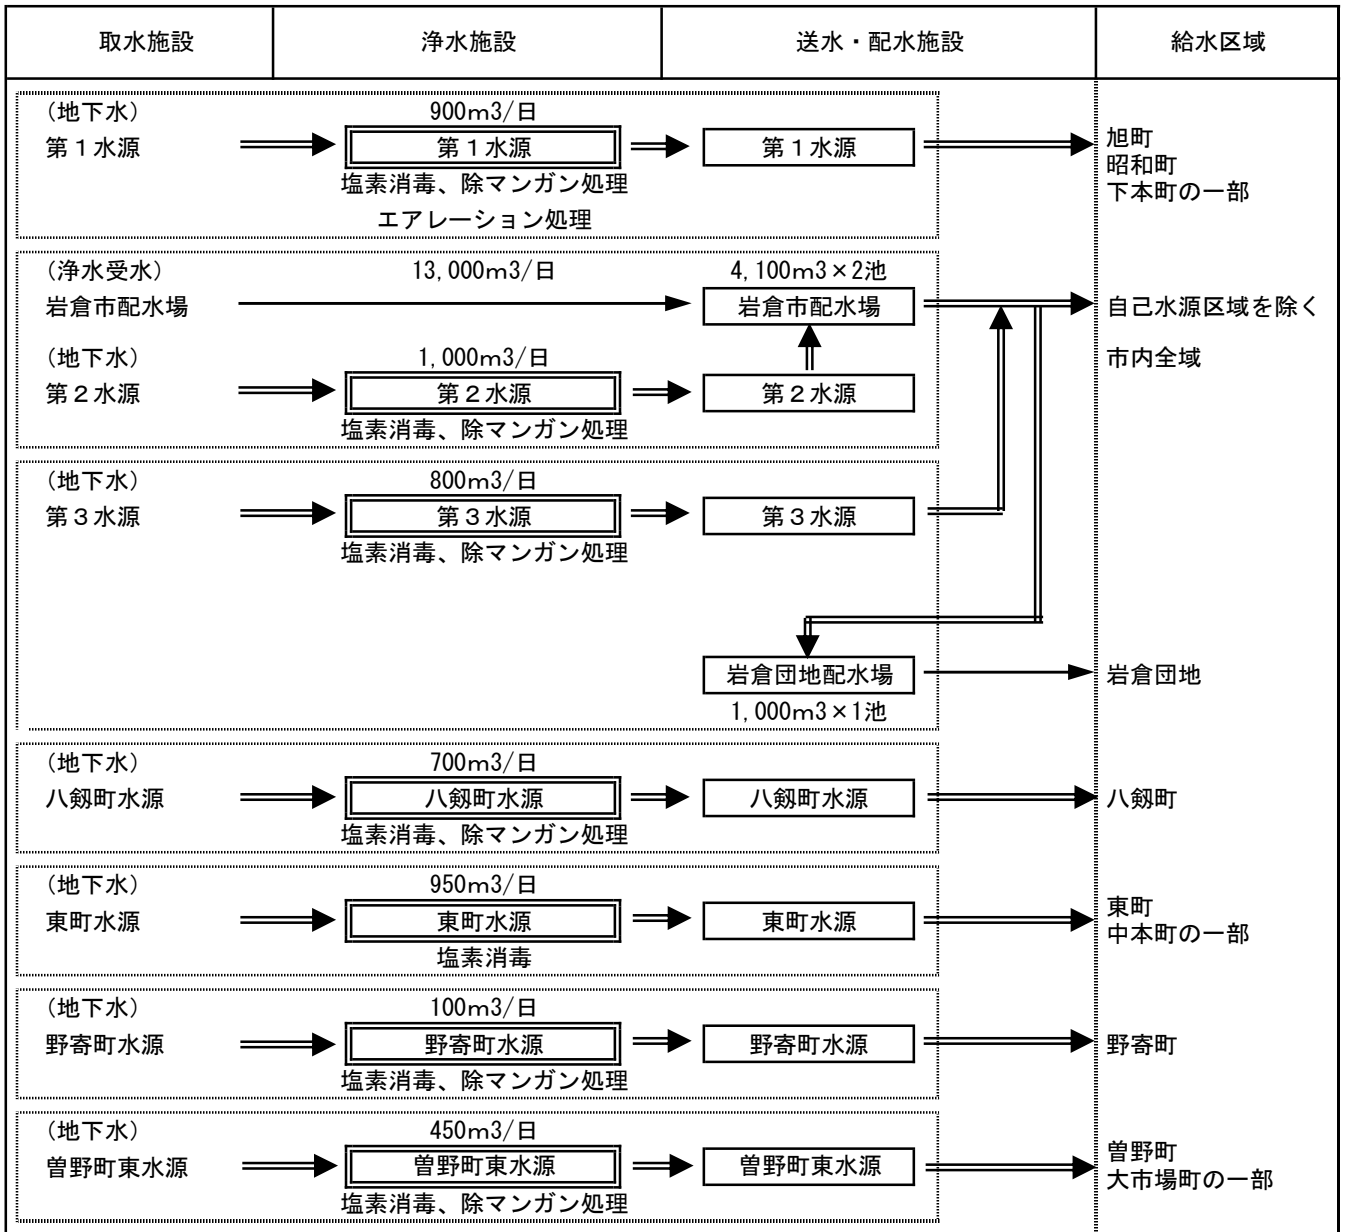 取水施設
浄水施設
送水・配水施設
給水区域
(地下水)
900m3/日
第1水源
第1水源
第1水源
旭町
昭和町
下本町の一部
塩素消毒、除マンガン処理
エアレーション処理
(浄水受水)
13,000m3/日
4,100m3×2池
岩倉市配水場
岩倉市配水場
自己水源区域を除く
市内全域
(地下水)
1,000m3/日
第2水源
第2水源
第2水源
塩素消毒、除マンガン処理
(地下水)
800m3/日
第3水源
第3水源
第3水源
塩素消毒、除マンガン処理
岩倉団地配水場
岩倉団地
1,000m3×1池
(地下水)
700m3/日
八剱町水源
八剱町水源
八剱町水源
八剱町
塩素消毒、除マンガン処理
(地下水)
950m3/日
東町水源
東町水源
東町水源
東町
中本町の一部
塩素消毒
(地下水)
100m3/日
野寄町水源
野寄町水源
野寄町水源
野寄町
塩素消毒、除マンガン処理
(地下水)
450m3/日
曽野町東水源
曽野町東水源
曽野町東水源
曽野町
大市場町の一部
塩素消毒、除マンガン処理